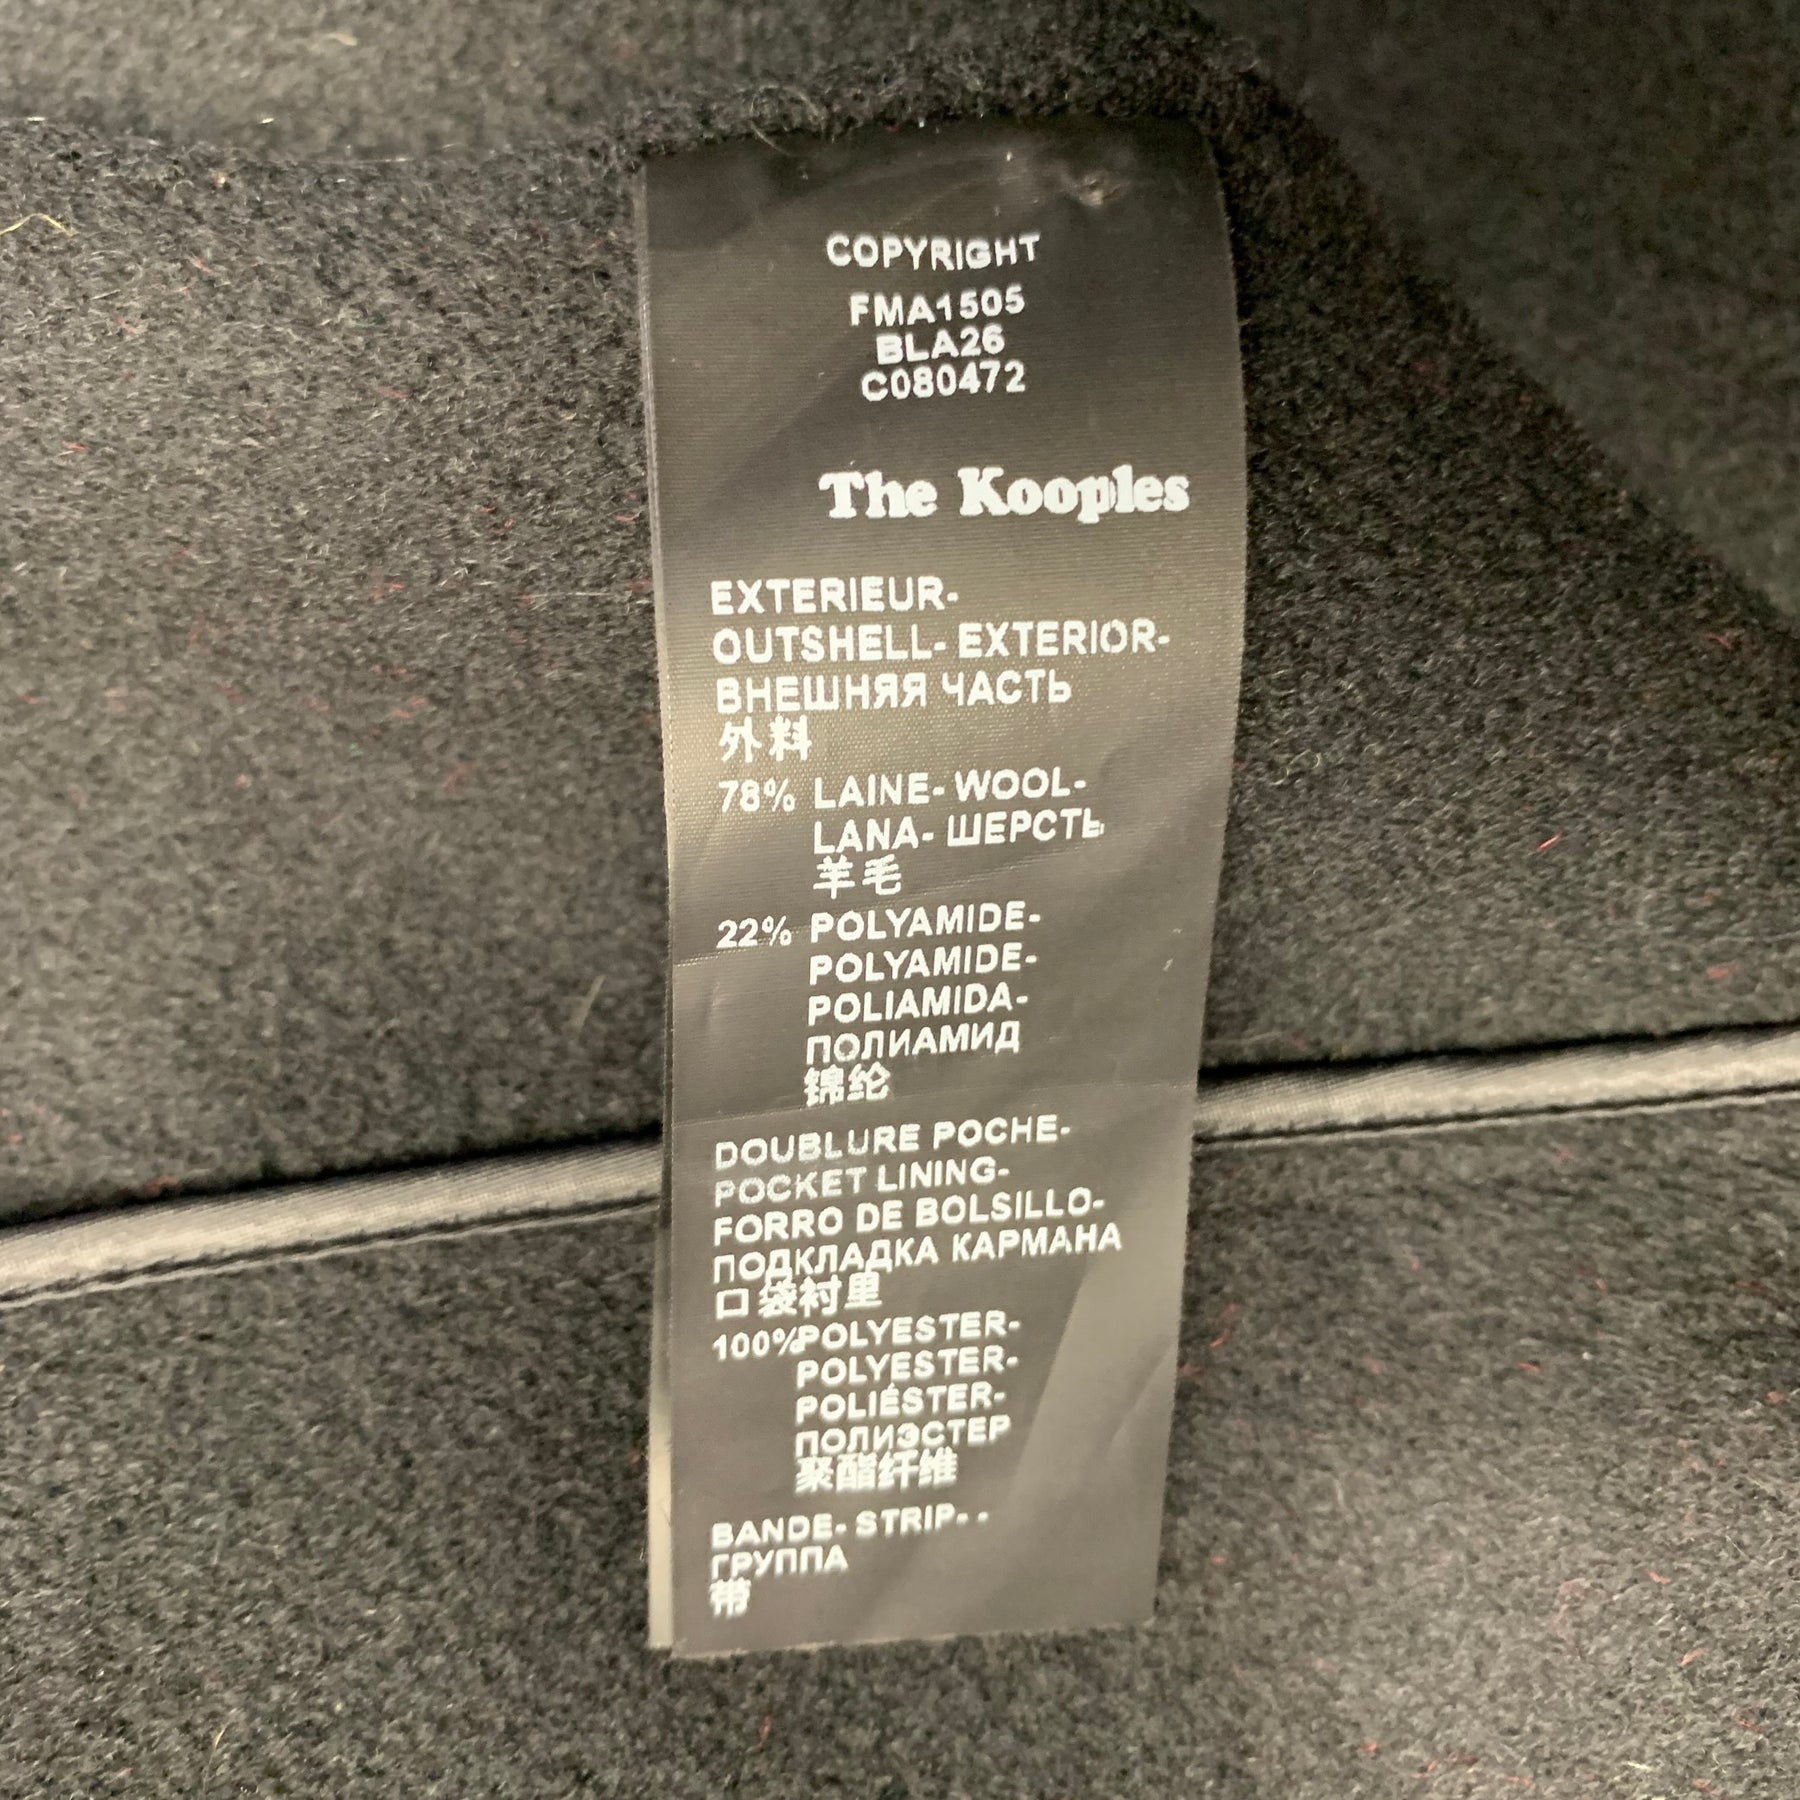 COPYRIGHT
FMA1505
BLA26
C080472
The Kooples
EXTERIEUR-
OUTSHELL- EXTERIOR-
ВНЕШНЯЯ ЧАСТЬ
外料
78% LAINE- WOOL-
LANA- ШЕРСТЬ
羊毛
22% POLYAMIDE-
POLYAMIDE-
POLIAMIDA-
ПОЛИАМИД
锦纶
DOUBLURE POCHE-
POCKET LINING-
FORRO DE BOLSILLO-
ПОДКЛАДКА КАРМАНА
口袋衬里
100% POLYESTER-
POLYESTER-
POLIÉSTER-
ПОЛИЭСТЕР
聚酯纤维
BANDE- STRIP- -
ГРУППА
带